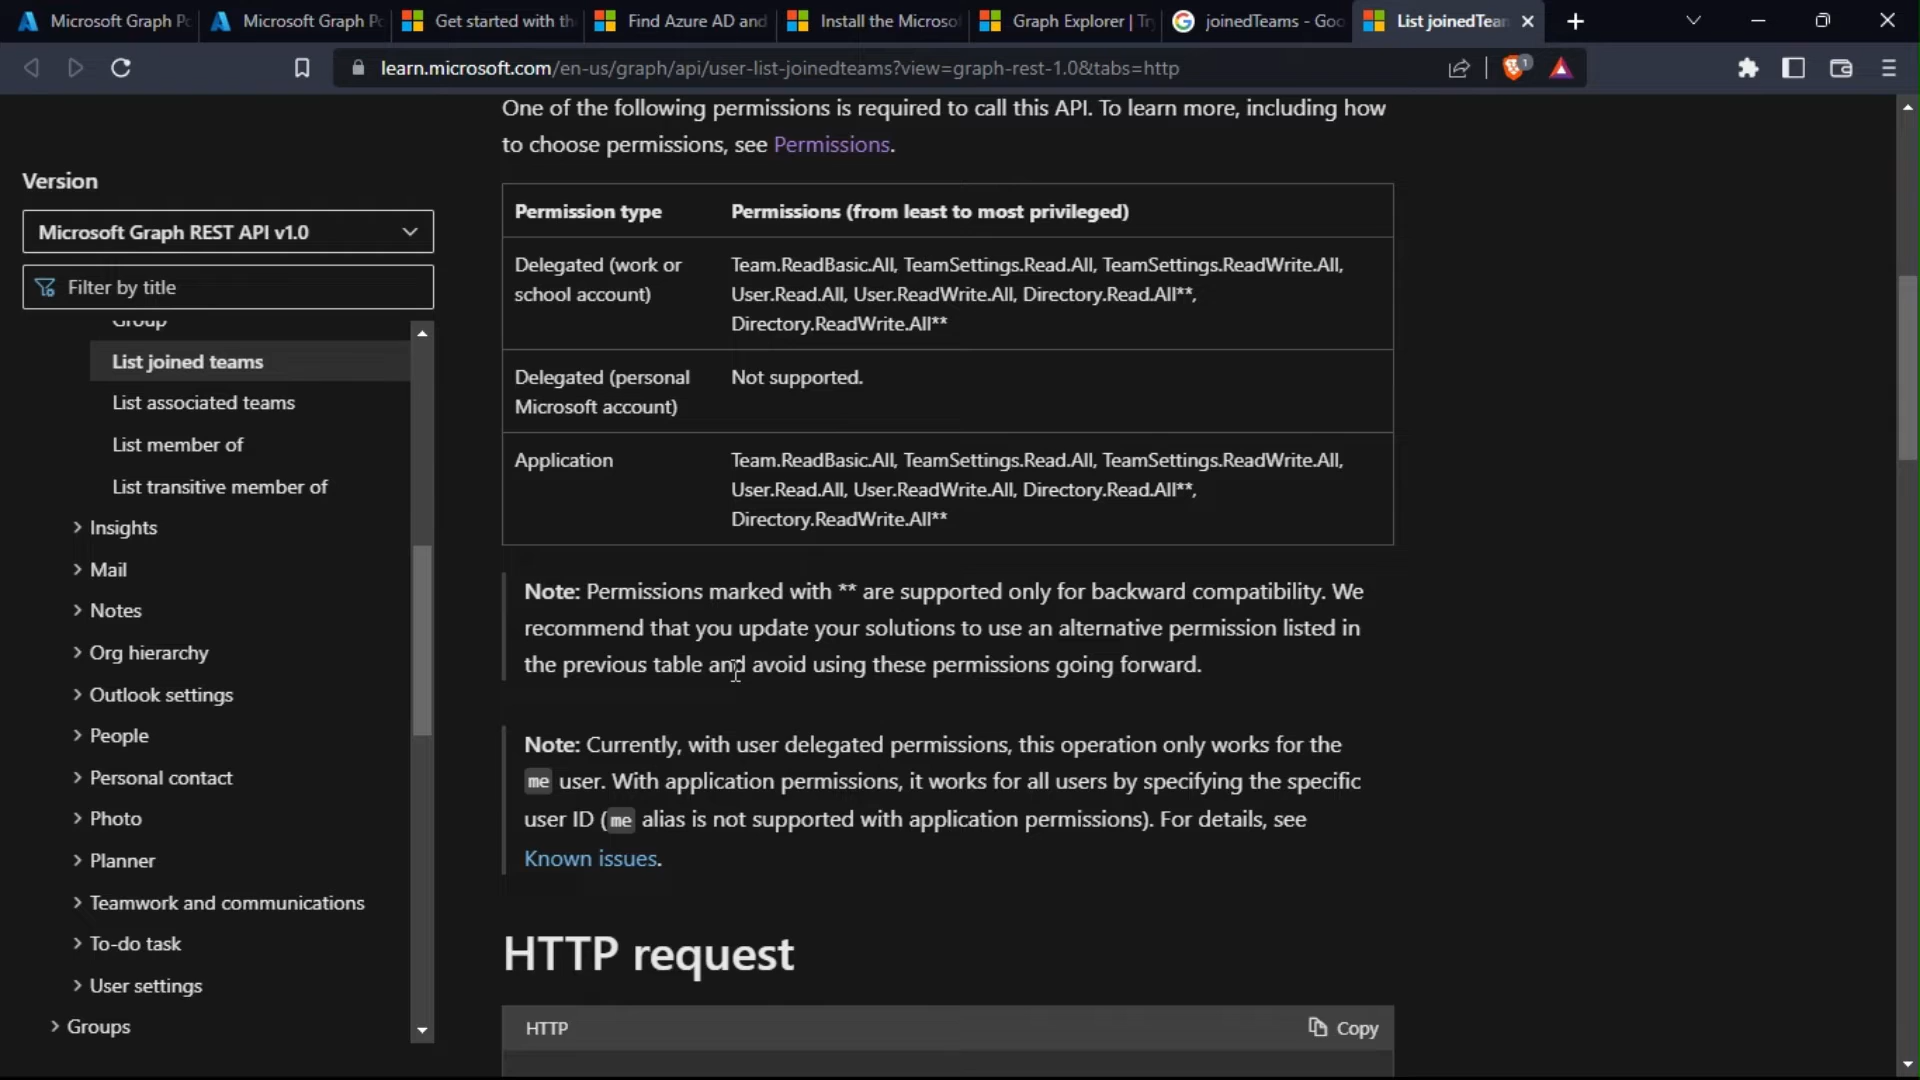 Microsoft Graph Po
Microsoft Graph Po
Get started with th
Find Azure AD and
Install the Microsof
Graph Explorer | Try
joinedTeams - Goo
List joinedTeam
learn.microsoft.com/en-us/graph/api/user-list-joinedteams?view=graph-rest-1.0&tabs=http
1
Version
Microsoft Graph REST API v1.0
Filter by title
Group
List joined teams
List associated teams
List member of
List transitive member of
Insights
Mail
Notes
Org hierarchy
Outlook settings
People
Personal contact
Photo
Planner
Teamwork and communications
To-do task
User settings
Groups
One of the following permissions is required to call this API. To learn more, including how
to choose permissions, see Permissions.
Permission type Permissions (from least to most privileged)
Delegated (work or
school account)
Team.ReadBasic.All, TeamSettings.Read.All, TeamSettings.ReadWrite.All,
User.Read.All, User.ReadWrite.All, Directory.Read.All**,
Directory.ReadWrite.All**
Delegated (personal
Microsoft account)
Not supported.
Application
Team.ReadBasic.All, TeamSettings.Read.All, TeamSettings.ReadWrite.All,
User.Read.All, User.ReadWrite.All, Directory.Read.All**,
Directory.ReadWrite.All**
Note: Permissions marked with ** are supported only for backward compatibility. We
recommend that you update your solutions to use an alternative permission listed in
the previous table and avoid using these permissions going forward.
Note: Currently, with user delegated permissions, this operation only works for the
me user. With application permissions, it works for all users by specifying the specific
user ID (me alias is not supported with application permissions). For details, see
Known issues.
HTTP request
HTTP
Copy